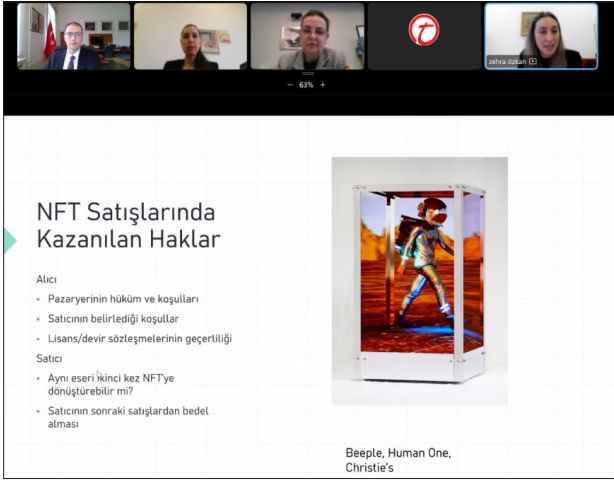 zehra özkan
63%
NFT Satışlarında
Kazanılan Haklar
Alıcı
• Pazaryerinin hüküm ve koşulları
• Satıcının belirlediği koşullar
• Lisans/devir sözleşmelerinin geçerliliği
Satıcı
• Aynı eseri ikinci kez NFT'ye
dönüştürebilir mi?
• Satıcının sonraki satışlardan bedel
alması
Beeple, Human One,
Christie's